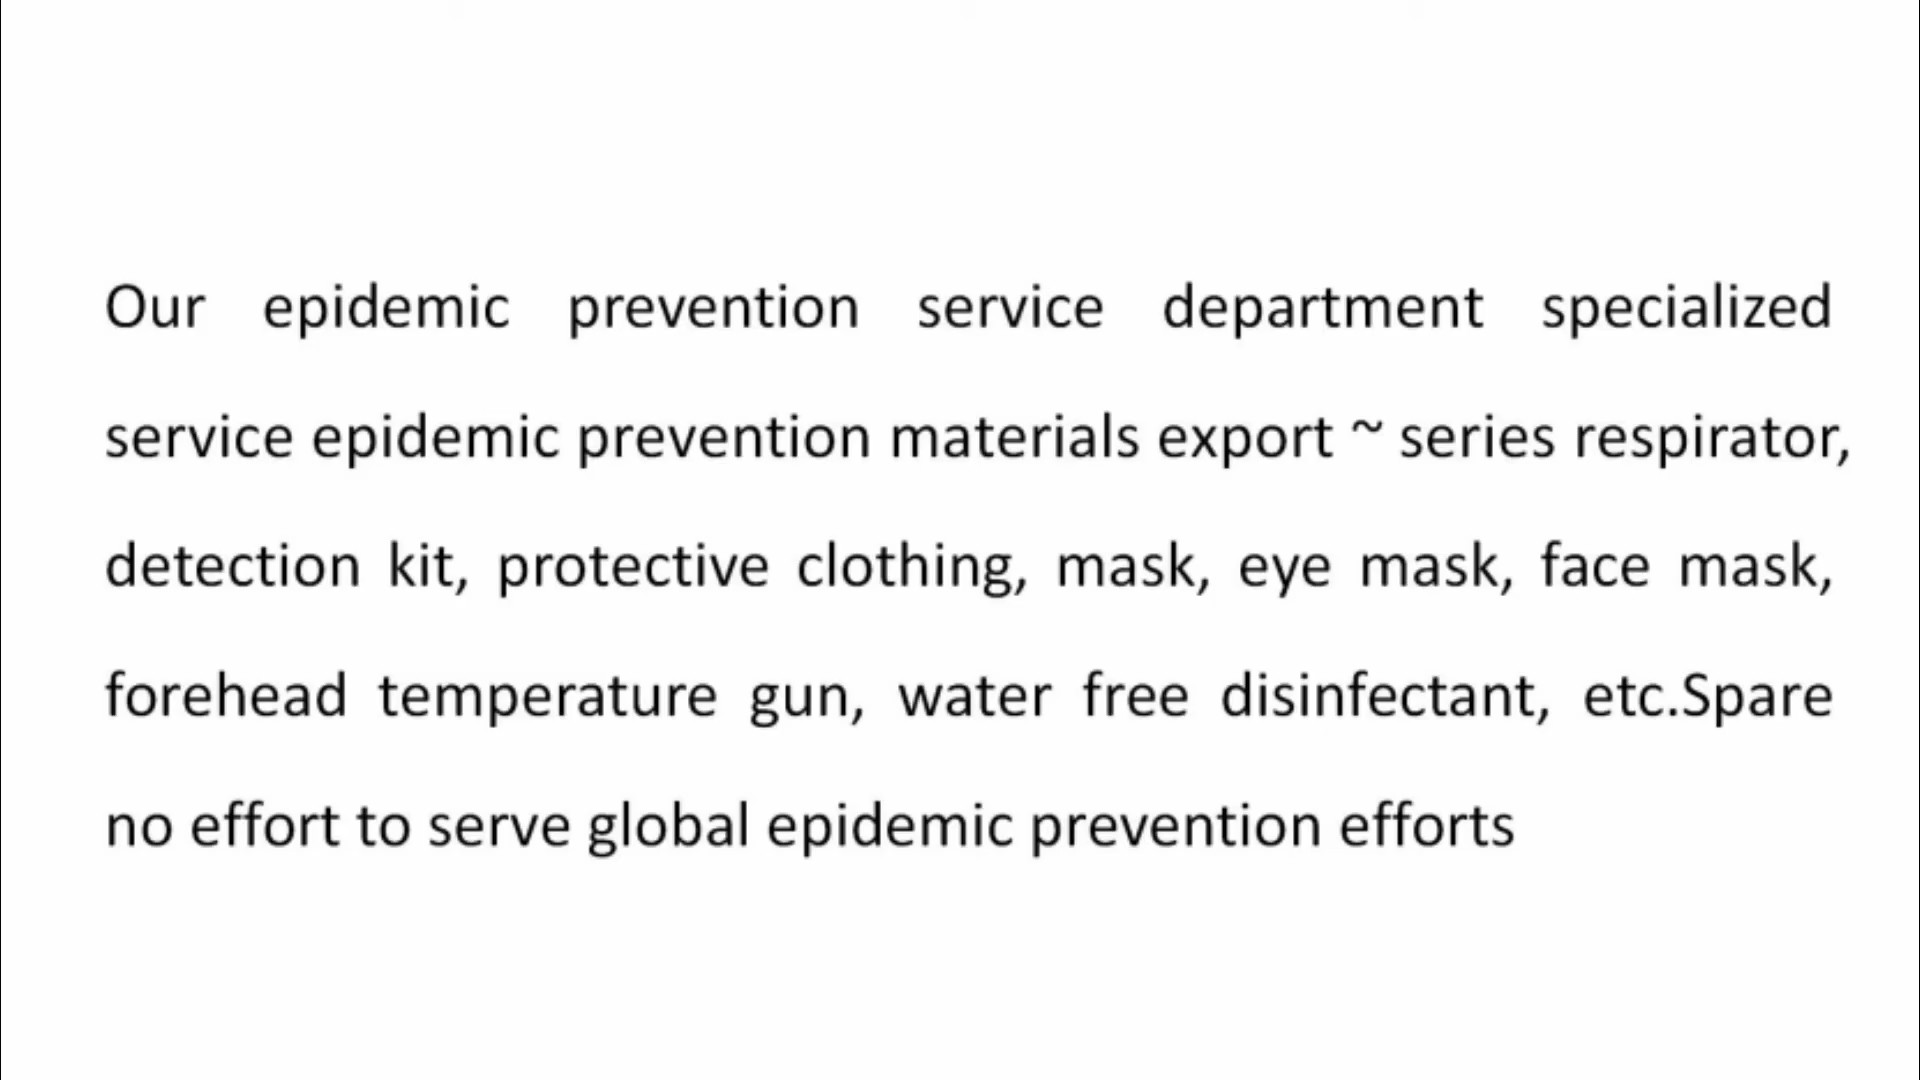 Our epidemic prevention service department specialized
service epidemic prevention materials export ~ series respirator,
detection kit, protective clothing, mask, eye mask, face mask,
forehead temperature gun, water free disinfectant, etc.Spare
no effort to serve global epidemic prevention efforts